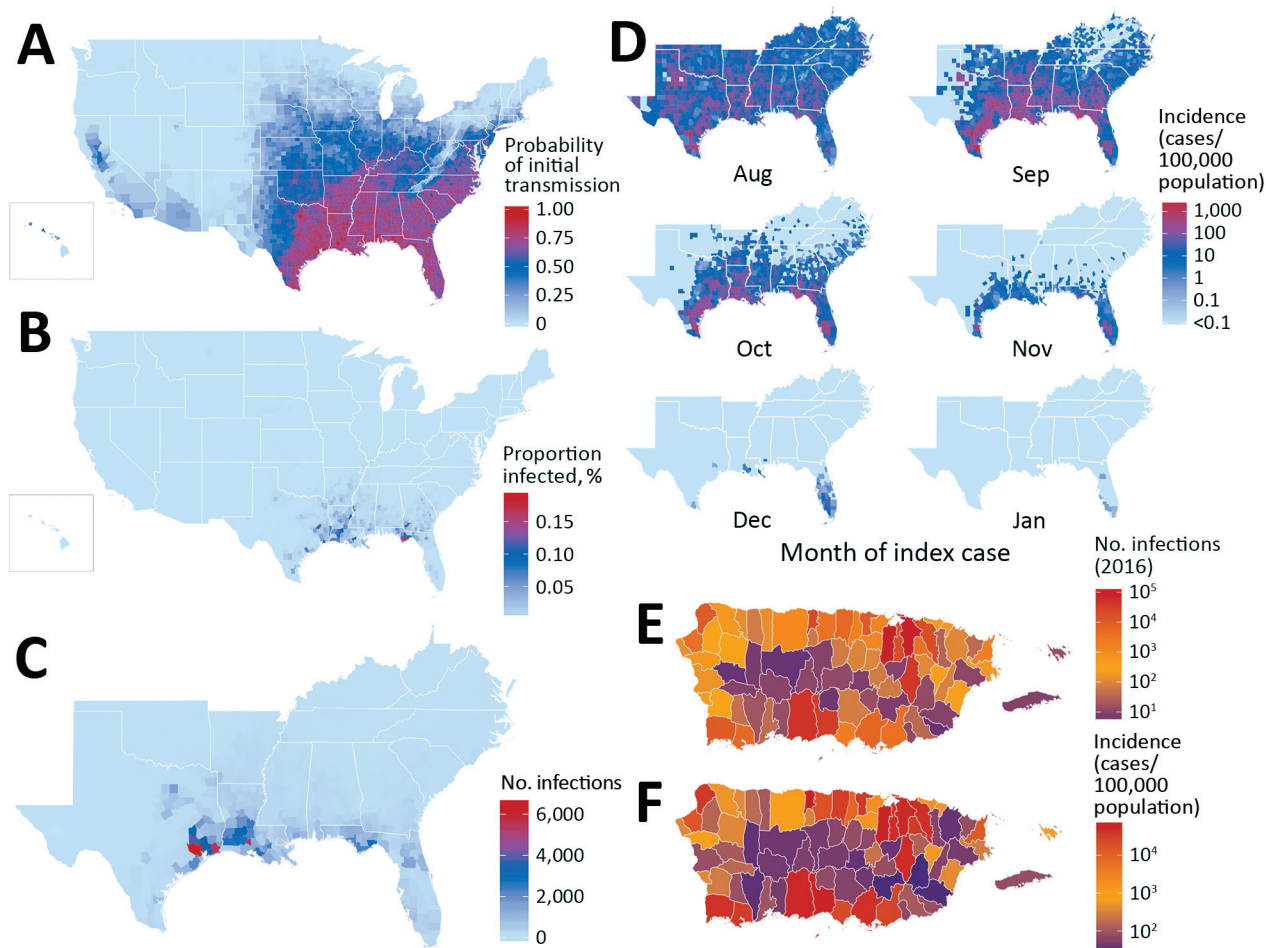 A
Probability
of initial
transmission
1.00
0.75
0.50
0.25
0
B
Proportion
infected, %
0.15
0.10
0.05
C
No. infections
6,000
4,000
2,000
0
D
Aug
Sep
Oct
Nov
Dec
Jan
Month of index case
Incidence
(cases/
100,000
population)
1,000
100
10
1
0.1
<0.1
E
No. infections
(2016)
10⁵
10⁴
10³
10²
10¹
F
Incidence
(cases/
100,000
population)
10⁴
10³
10²